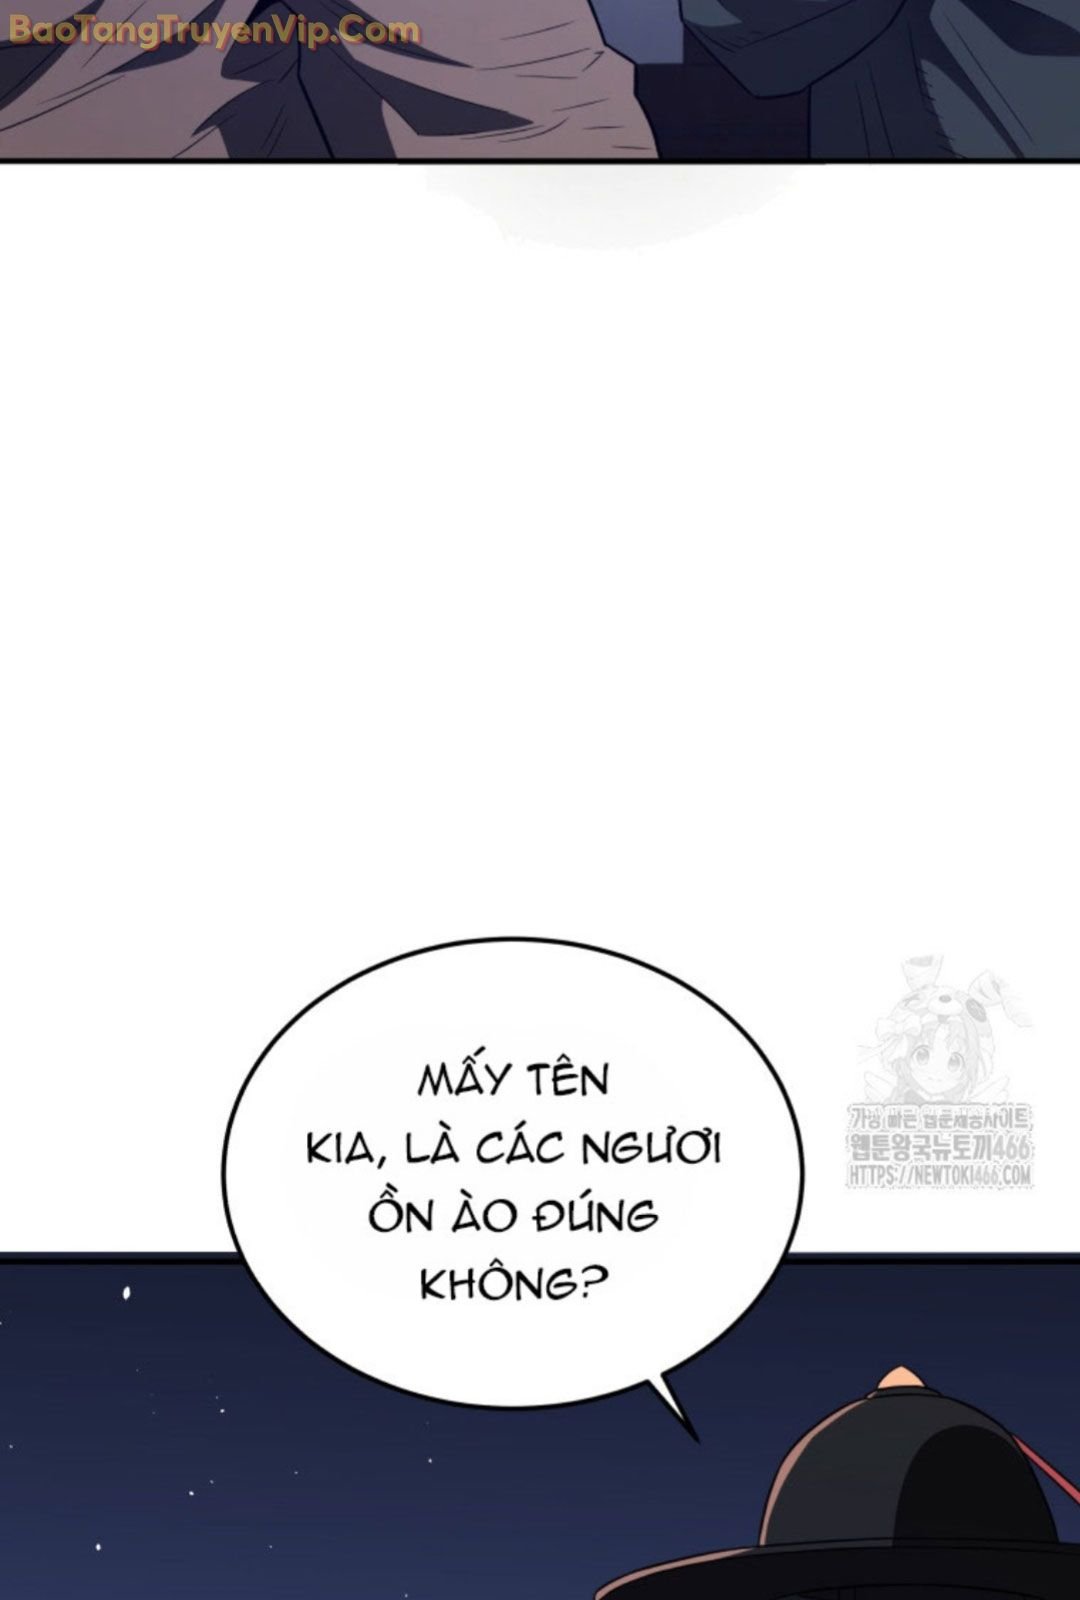 BaoTangTruyenVip.Com
MẤY TÊN
KIA, LÀ CÁC NGƯƠI
ỒN ÀO ĐÚNG
KHÔNG?
가장 빠른 웹툰제공사이트,
웹툰왕국뉴토끼466
HTTPS://NEWTOKI466.COM